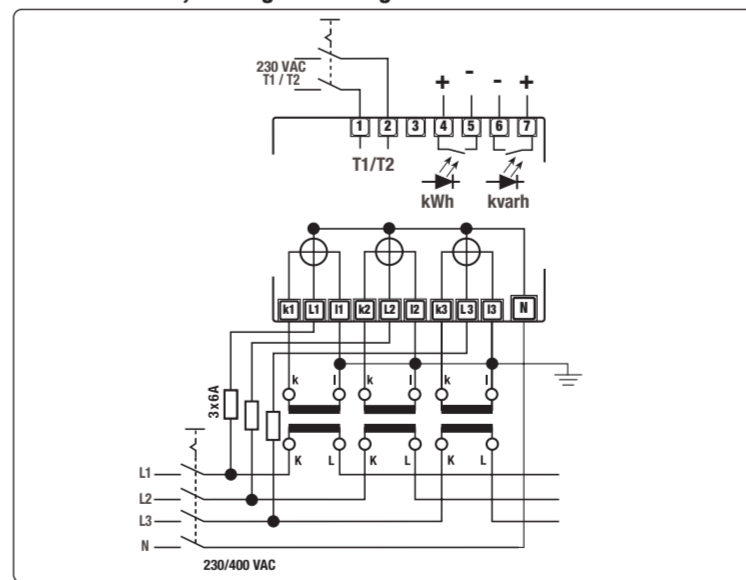 230 VAC
T1 / T2
+ - - +
1 2 3 4 5 6 7
T1/T2
kWh kvarh
k1 L1 l1 k2 L2 l2 k3 L3 l3 N
k l k l k l
3x6A
K L K L K L
L1
L2
L3
N
230/400 VAC